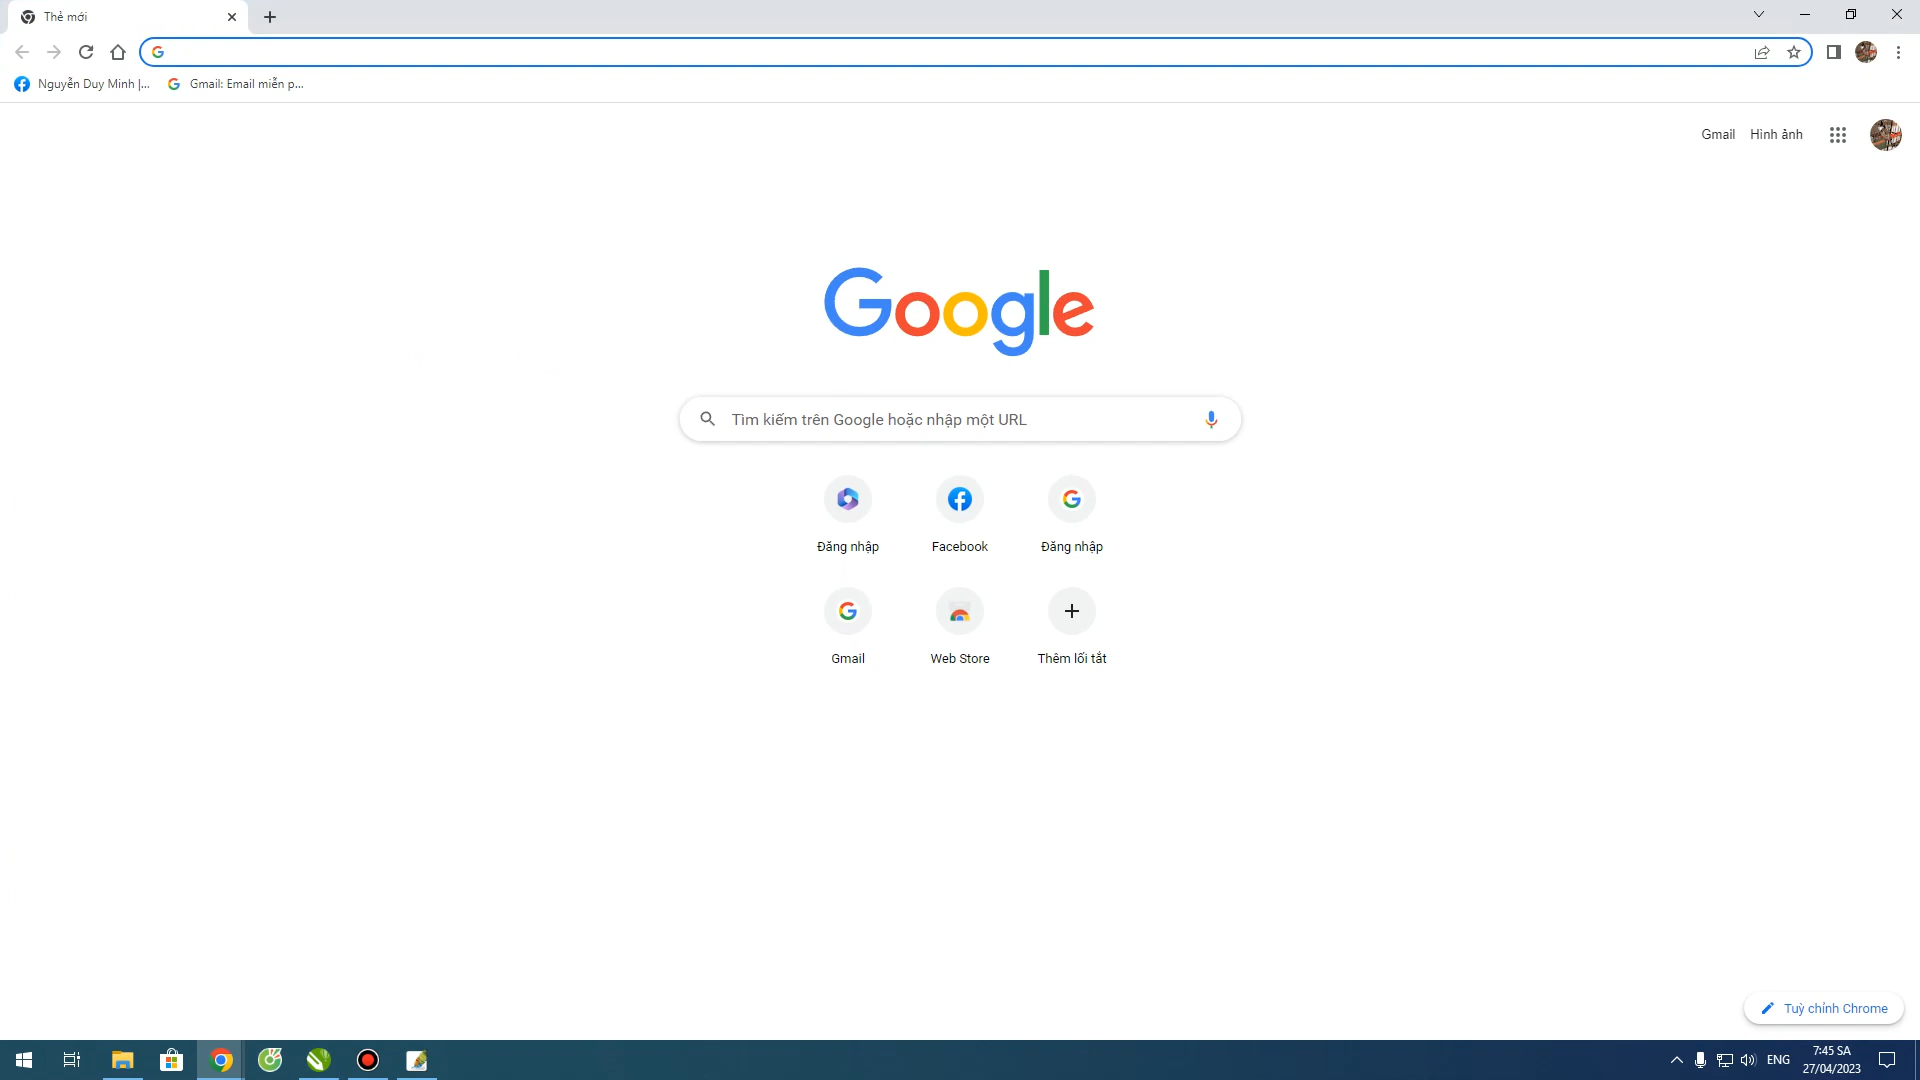 Thẻ mới
Nguyễn Duy Minh |...
Gmail: Email miễn p...
Gmail
Hình ảnh
Google
Tìm kiếm trên Google hoặc nhập một URL
Đăng nhập
Facebook
Đăng nhập
Gmail
Web Store
Thêm lối tắt
Tuỳ chỉnh Chrome
ENG
7:45 SA
27/04/2023